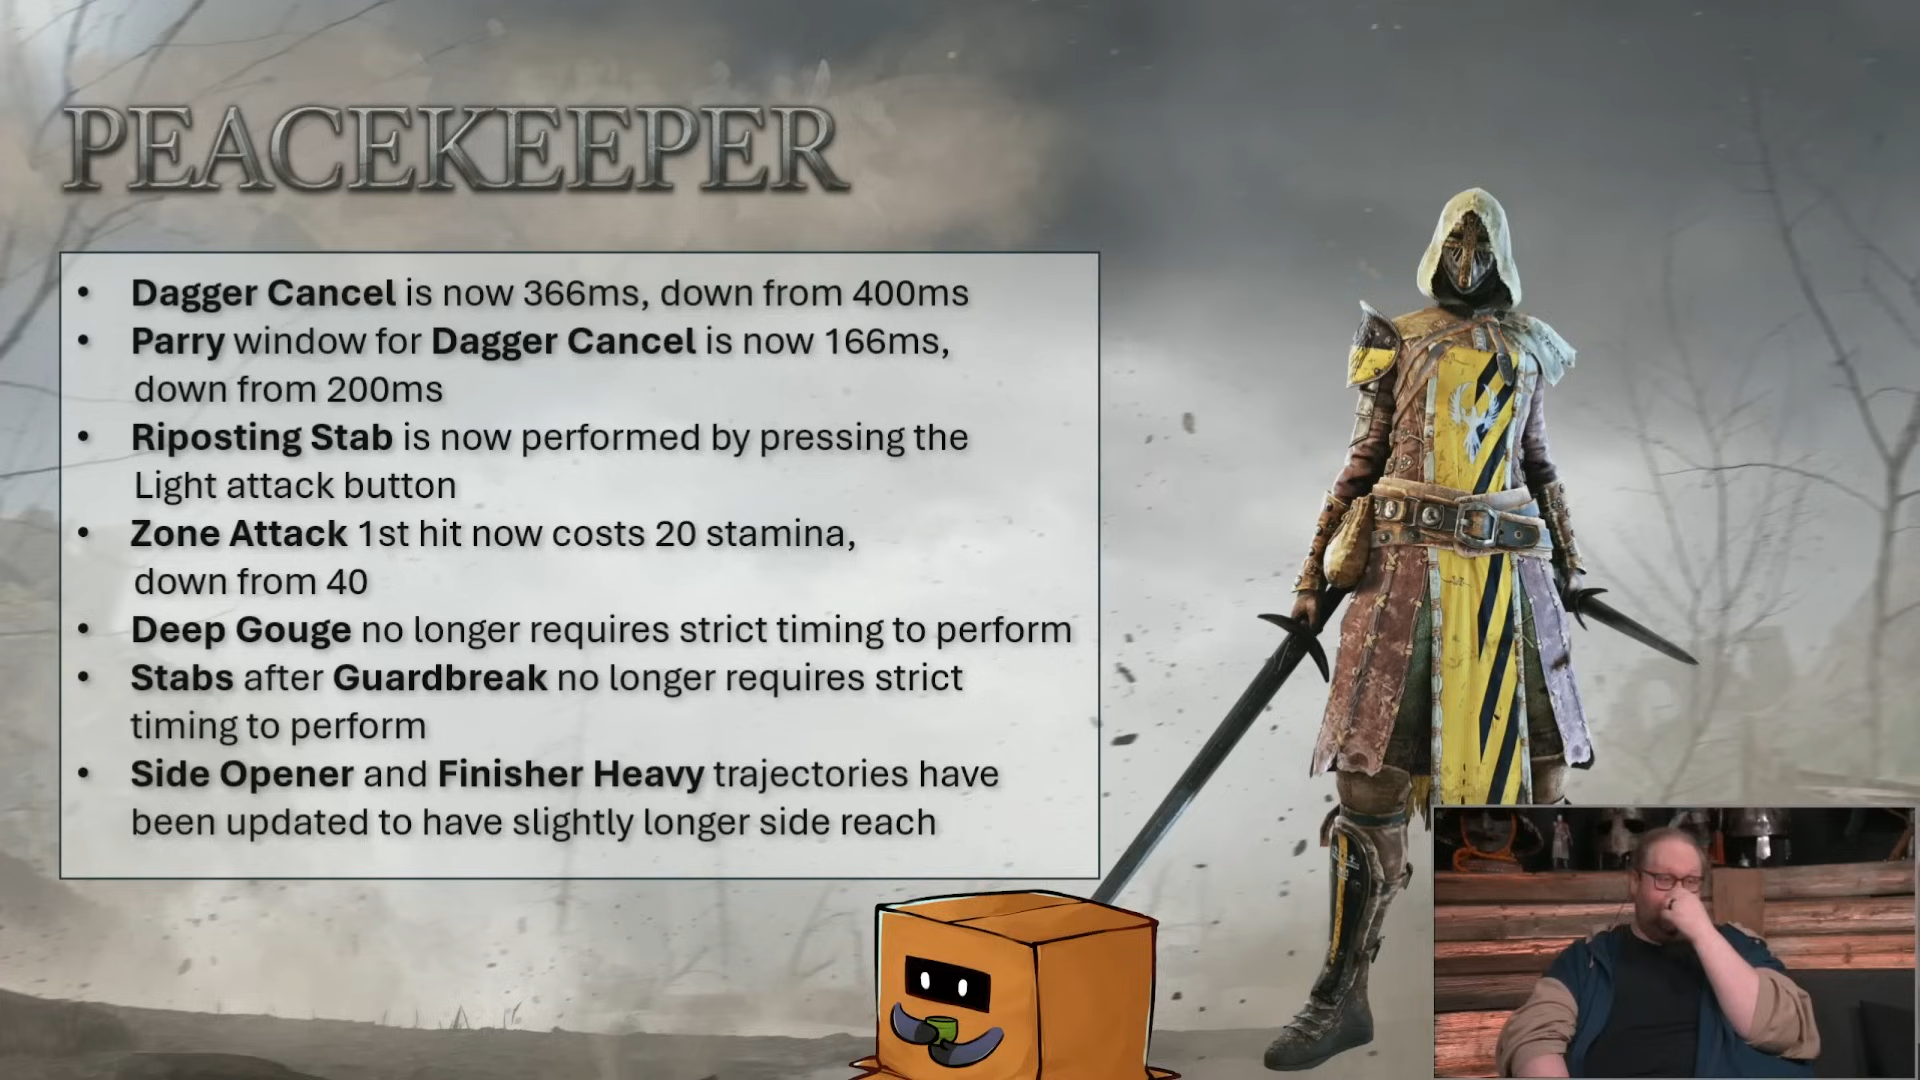 PEACEKEEPER
• Dagger Cancel is now 366ms, down from 400ms
• Parry window for Dagger Cancel is now 166ms,
down from 200ms
• Riposting Stab is now performed by pressing the
Light attack button
• Zone Attack 1st hit now costs 20 stamina,
down from 40
• Deep Gouge no longer requires strict timing to perform
• Stabs after Guardbreak no longer requires strict
timing to perform
• Side Opener and Finisher Heavy trajectories have
been updated to have slightly longer side reach